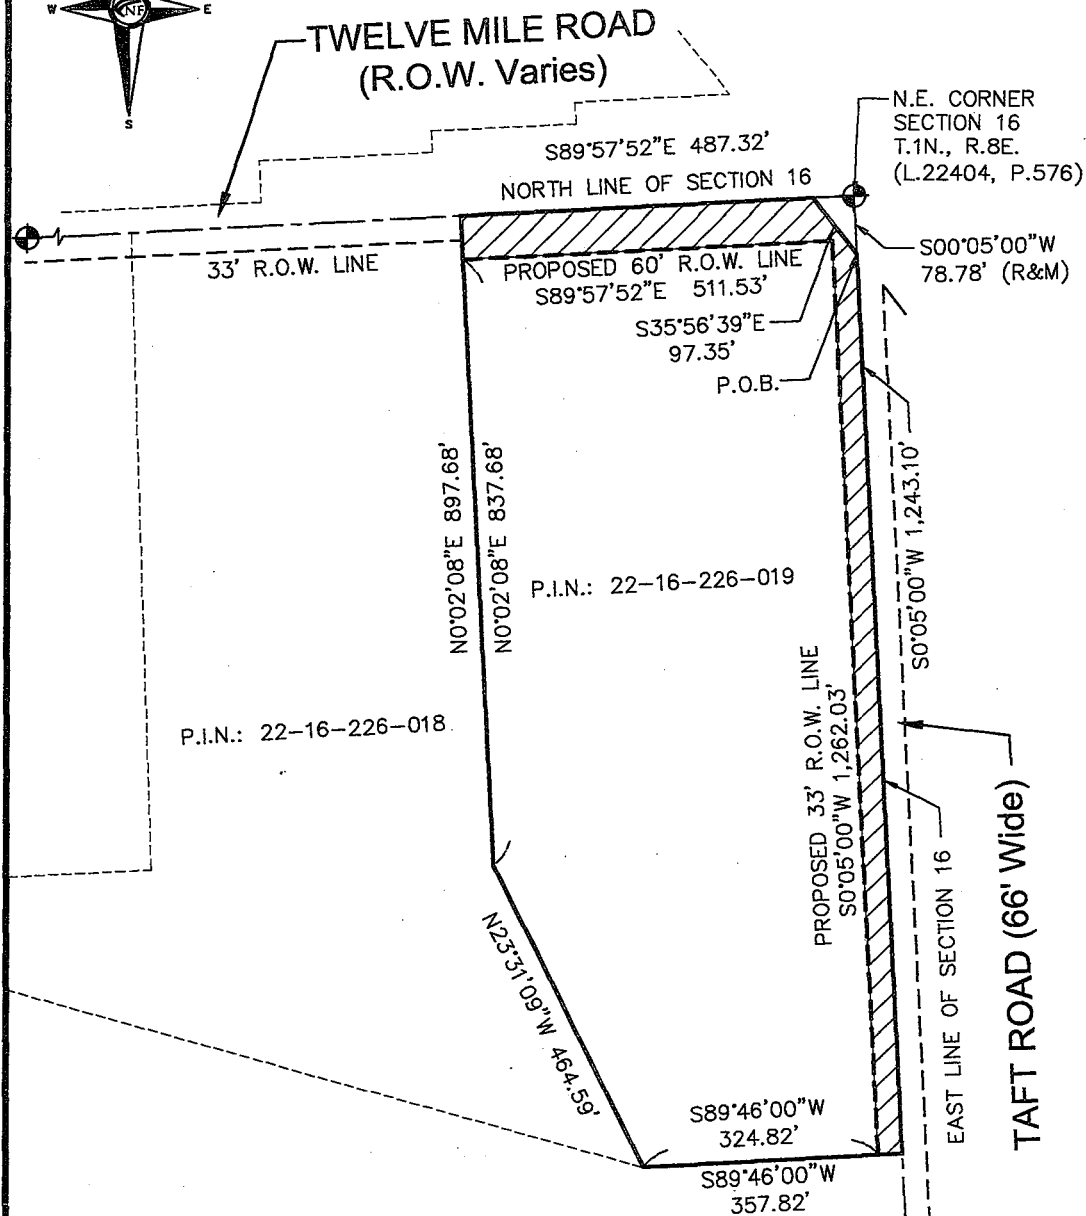 W
NF
E
S
TWELVE MILE ROAD
(R.O.W. Varies)
N.E. CORNER
SECTION 16
T.1N., R.8E.
(L.22404, P.576)
S89°57'52"E 487.32'
NORTH LINE OF SECTION 16
S00°05'00"W
78.78' (R&M)
33' R.O.W. LINE
PROPOSED 60' R.O.W. LINE
S89°57'52"E 511.53'
S35°56'39"E
97.35'
P.O.B.
N0°02'08"E 897.68'
N0°02'08"E 837.68'
S0°05'00"W 1,243.10'
P.I.N.: 22-16-226-019
P.I.N.: 22-16-226-018
PROPOSED 33' R.O.W. LINE
S0°05'00"W 1,262.03'
EAST LINE OF SECTION 16
TAFT ROAD (66' Wide)
N23°31'09"W 464.59'
S89°46'00"W
324.82'
S89°46'00"W
357.82'